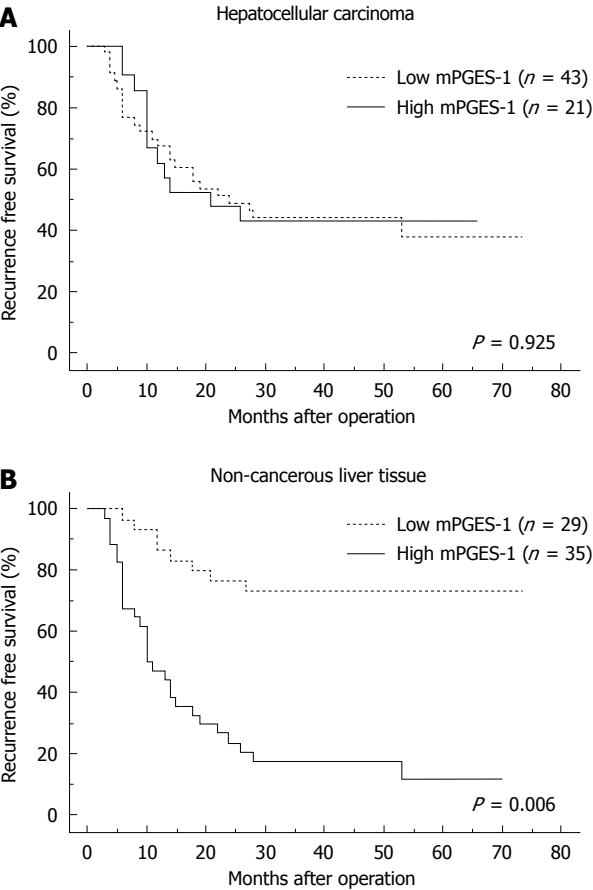 A
Hepatocellular carcinoma
Recurrence free survival (%)
100
80
60
40
20
0
Low mPGES-1 (n = 43)
High mPGES-1 (n = 21)
P = 0.925
0 10 20 30 40 50 60 70 80
Months after operation
B
Non-cancerous liver tissue
Recurrence free survival (%)
100
80
60
40
20
0
Low mPGES-1 (n = 29)
High mPGES-1 (n = 35)
P = 0.006
0 10 20 30 40 50 60 70 80
Months after operation